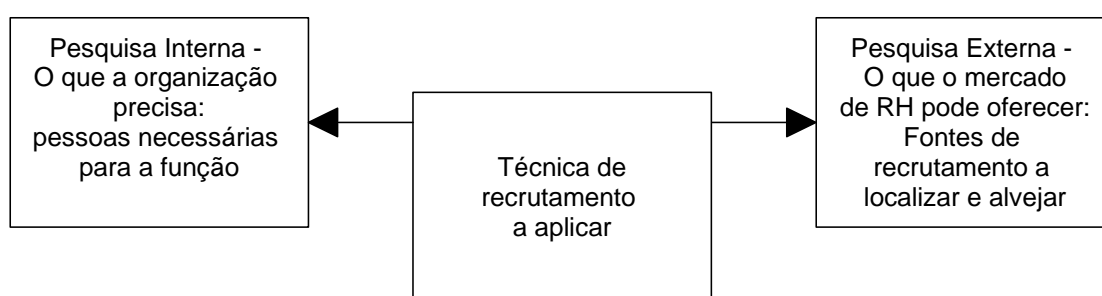 Pesquisa Interna -
O que a organização
precisa:
pessoas necessárias
para a função
Técnica de
recrutamento
a aplicar
Pesquisa Externa -
O que o mercado
de RH pode oferecer:
Fontes de
recrutamento a
localizar e alvejar